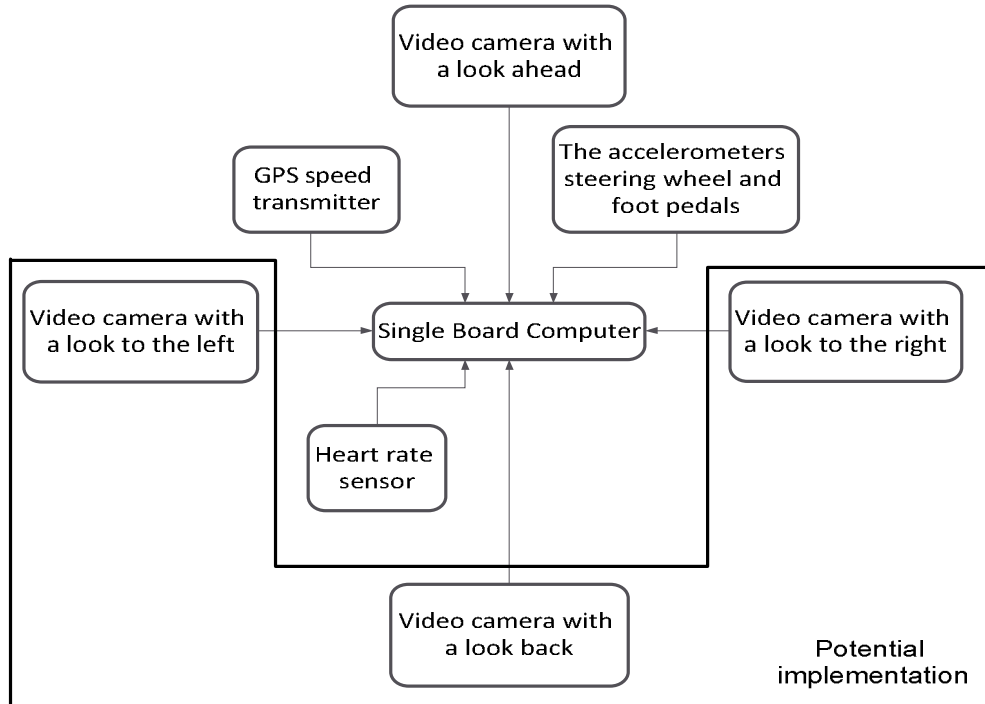 Video camera with
a look ahead
GPS speed
transmitter
The accelerometers
steering wheel and
foot pedals
Video camera with
a look to the left
Single Board Computer
Video camera with
a look to the right
Heart rate
sensor
Video camera with
a look back
Potential
implementation